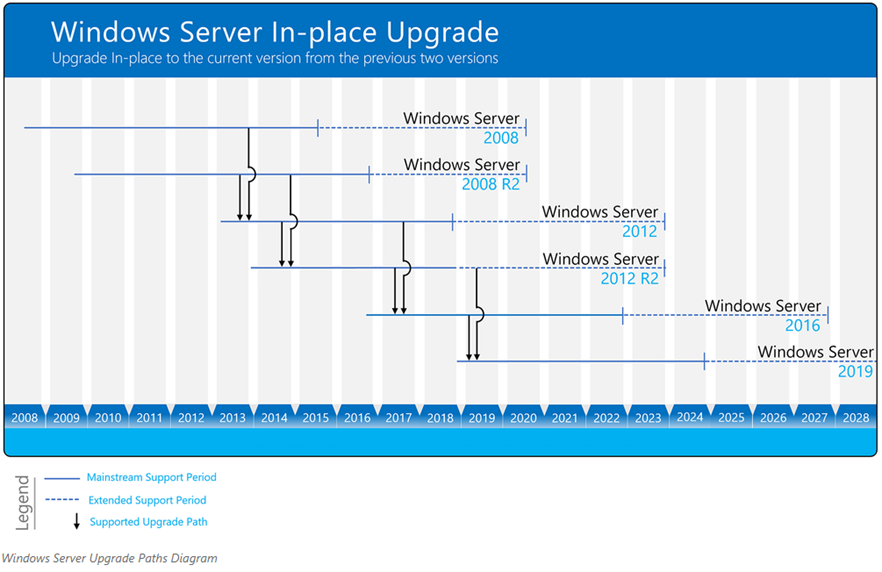 Windows Server In-place Upgrade
Upgrade In-place to the current version from the previous two versions
Windows Server
2008
Windows Server
2008 R2
Windows Server
2012
Windows Server
2012 R2
Windows Server
2016
Windows Server
2019
2008 2009 2010 2011 2012 2013 2014 2015 2016 2017 2018 2019 2020 2021 2022 2023 2024 2025 2026 2027 2028
Legend
Mainstream Support Period
Extended Support Period
Supported Upgrade Path
Windows Server Upgrade Paths Diagram